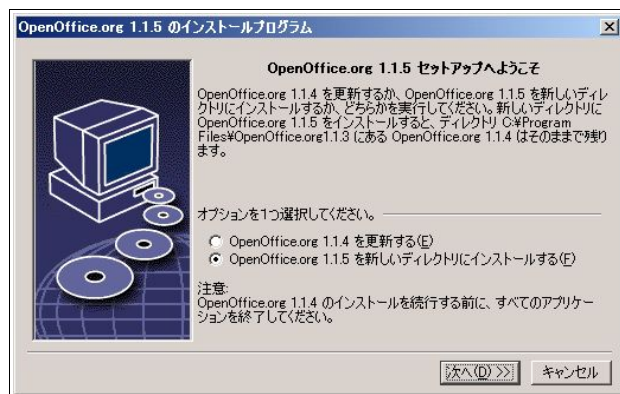 OpenOffice.org 1.1.5 のインストールプログラム
OpenOffice.org 1.1.5 セットアップへようこそ
OpenOffice.org 1.1.4 を更新するか、OpenOffice.org 1.1.5 を新しいディレ
クトリにインストールするか、どちらかを実行してください。新しいディレクトリに
OpenOffice.org 1.1.5 をインストールすると、ディレクトリ C:¥Program
Files¥OpenOffice.org1.1.3 にある OpenOffice.org 1.1.4 はそのままで残り
ます。
オプションを1つ選択してください。
OpenOffice.org 1.1.4 を更新する(E)
OpenOffice.org 1.1.5 を新しいディレクトリにインストールする(F)
注意:
OpenOffice.org 1.1.4 のインストールを続行する前に、すべてのアプリケー
ションを終了してください。
次へ(D) >>
キャンセル